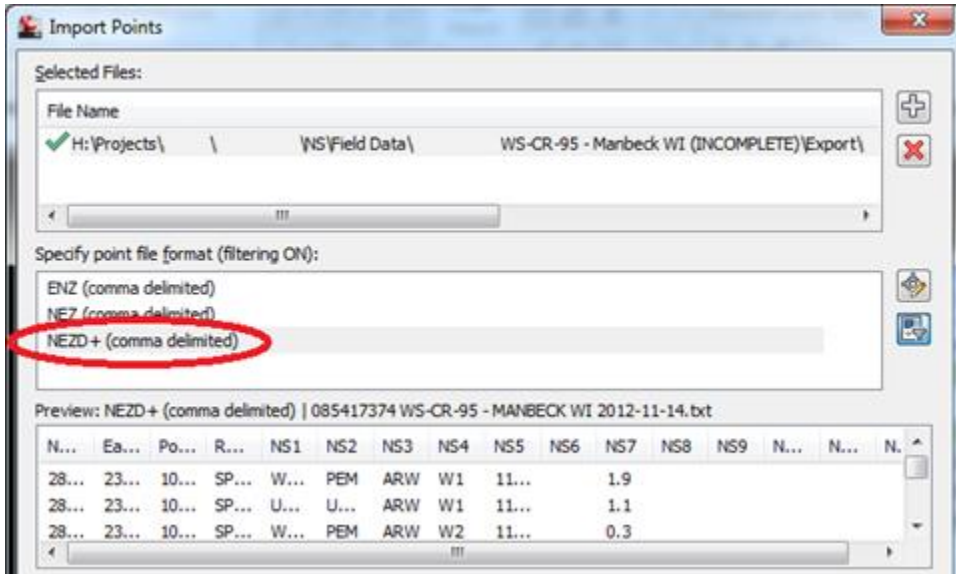 Import Points
Selected Files:
File Name
H:\Projects\ \ \NS\Field Data\ WS-CR-95 - Manbeck WI (INCOMPLETE)\Export\
Specify point file format (filtering ON):
ENZ (comma delimited)
NEZ (comma delimited)
NEZD+ (comma delimited)
Preview: NEZD+ (comma delimited) | 085417374 WS-CR-95 - MANBECK WI 2012-11-14.txt
N... Ea... Po... R... NS1 NS2 NS3 NS4 NS5 NS6 NS7 NS8 NS9 N... N... N.
28... 23... 10... SP... W... PEM ARW W1 11... 1.9
28... 23... 10... SP... U... U... ARW W1 11... 1.1
28... 23... 10... SP... W... PEM ARW W2 11... 0.3